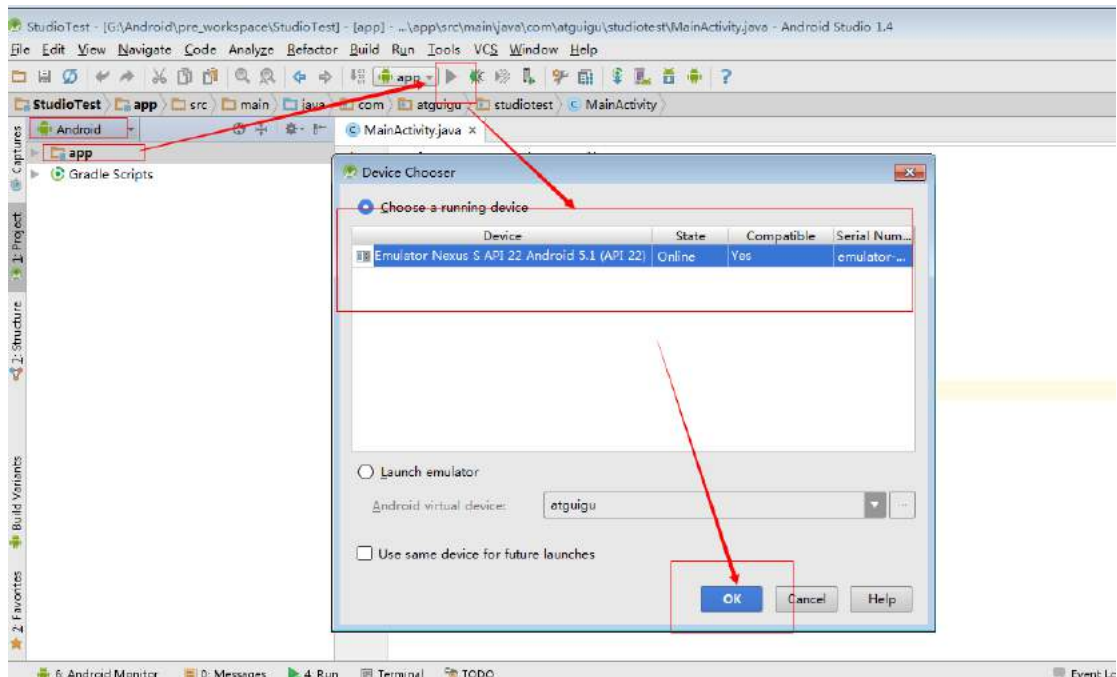 StudioTest - [G:\Android\pre_workspace\StudioTest] - [app] - ...\app\src\main\java\com\atguigu\studiotest\MainActivity.java - Android Studio 1.4
File Edit View Navigate Code Analyze Refactor Build Run Tools VCS Window Help
app
StudioTest app src main java com atguigu studiotest MainActivity
Captures
1: Project
2: Structure
Build Variants
2: Favorites
Android
app
Gradle Scripts
MainActivity.java
Device Chooser
Choose a running device
Device State Compatible Serial Num...
Emulator Nexus S API 22 Android 5.1 (API 22) Online Yes emulator-...
Launch emulator
Android virtual device: atguigu
Use same device for future launches
OK Cancel Help
6: Android Monitor 0: Messages 4: Run Terminal TODO Event Lo